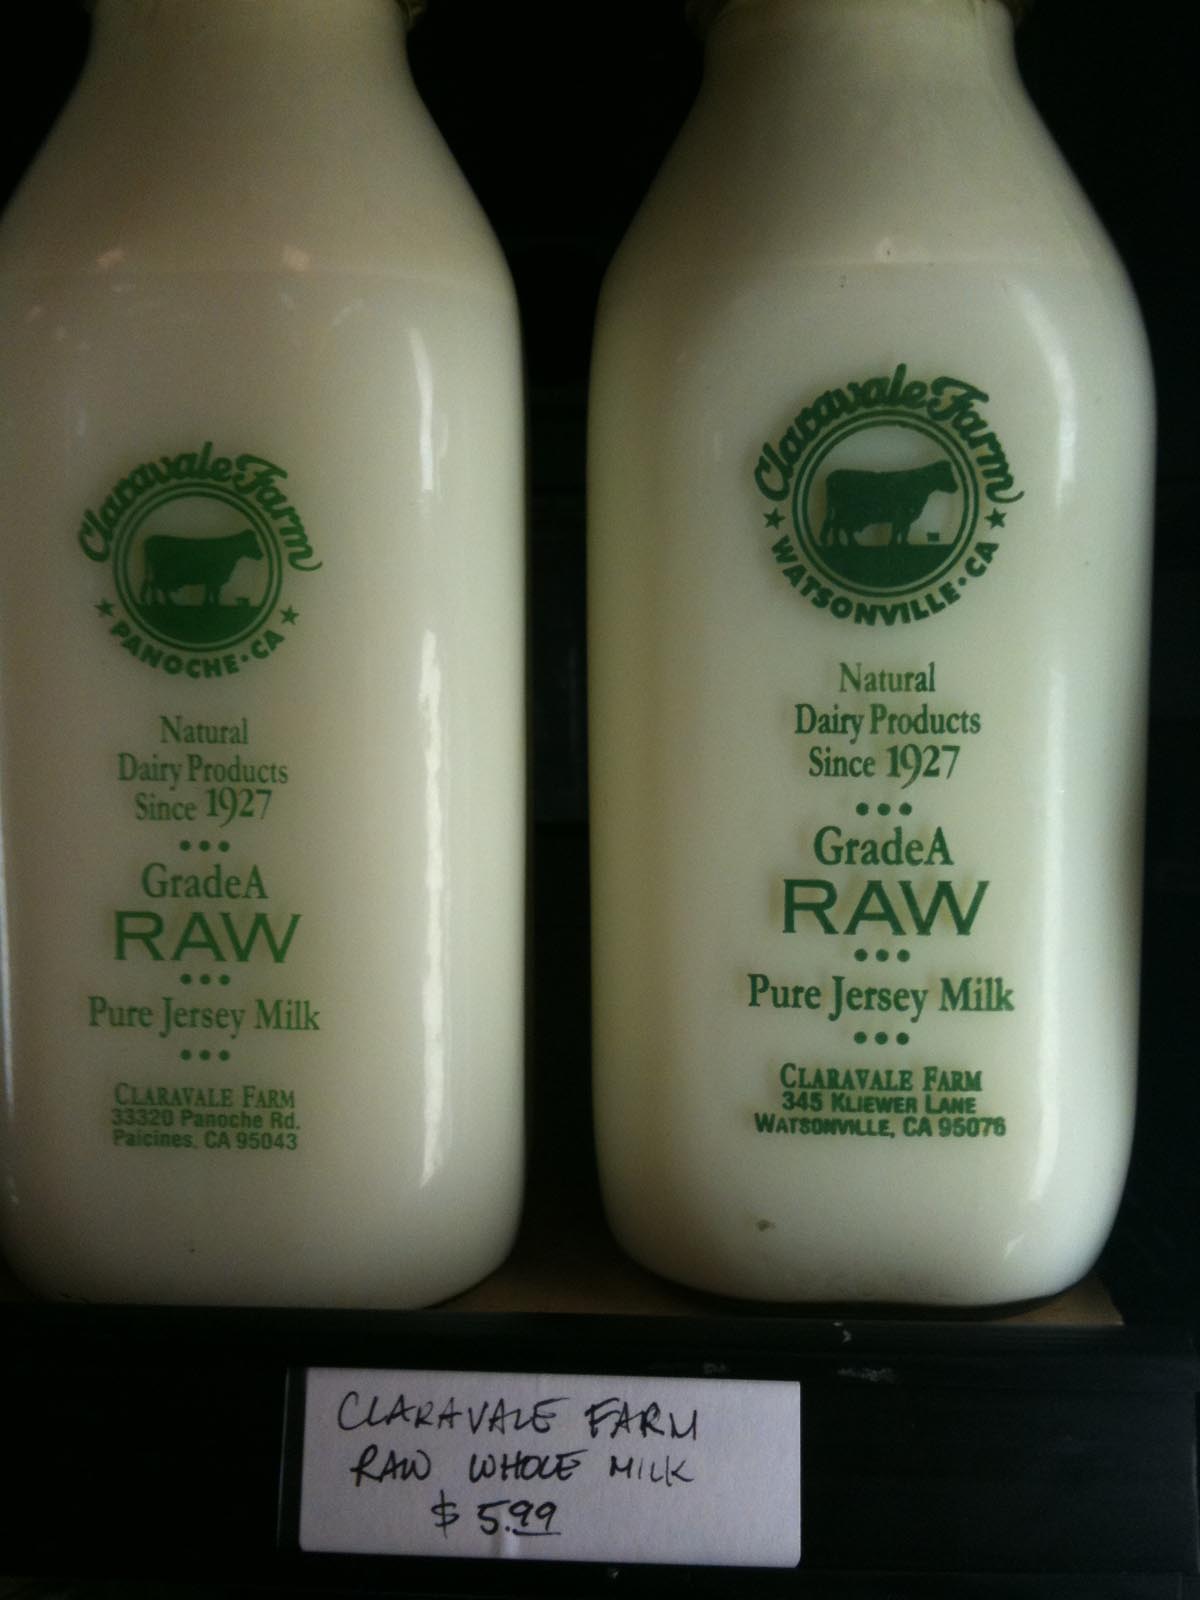 Claravale Farm
★ PANOCHE • CA ★
Natural
Dairy Products
Since 1927
•••
Grade A
RAW
•••
Pure Jersey Milk
•••
CLARAVALE FARM
33320 Panoche Rd.
Paicines, CA 95043
Claravale Farm
★ WATSONVILLE • CA ★
Natural
Dairy Products
Since 1927
•••
Grade A
RAW
•••
Pure Jersey Milk
•••
CLARAVALE FARM
345 KLIEWER LANE
WATSONVILLE, CA 95076
CLARAVALE FARM
RAW WHOLE MILK
$ 5.99